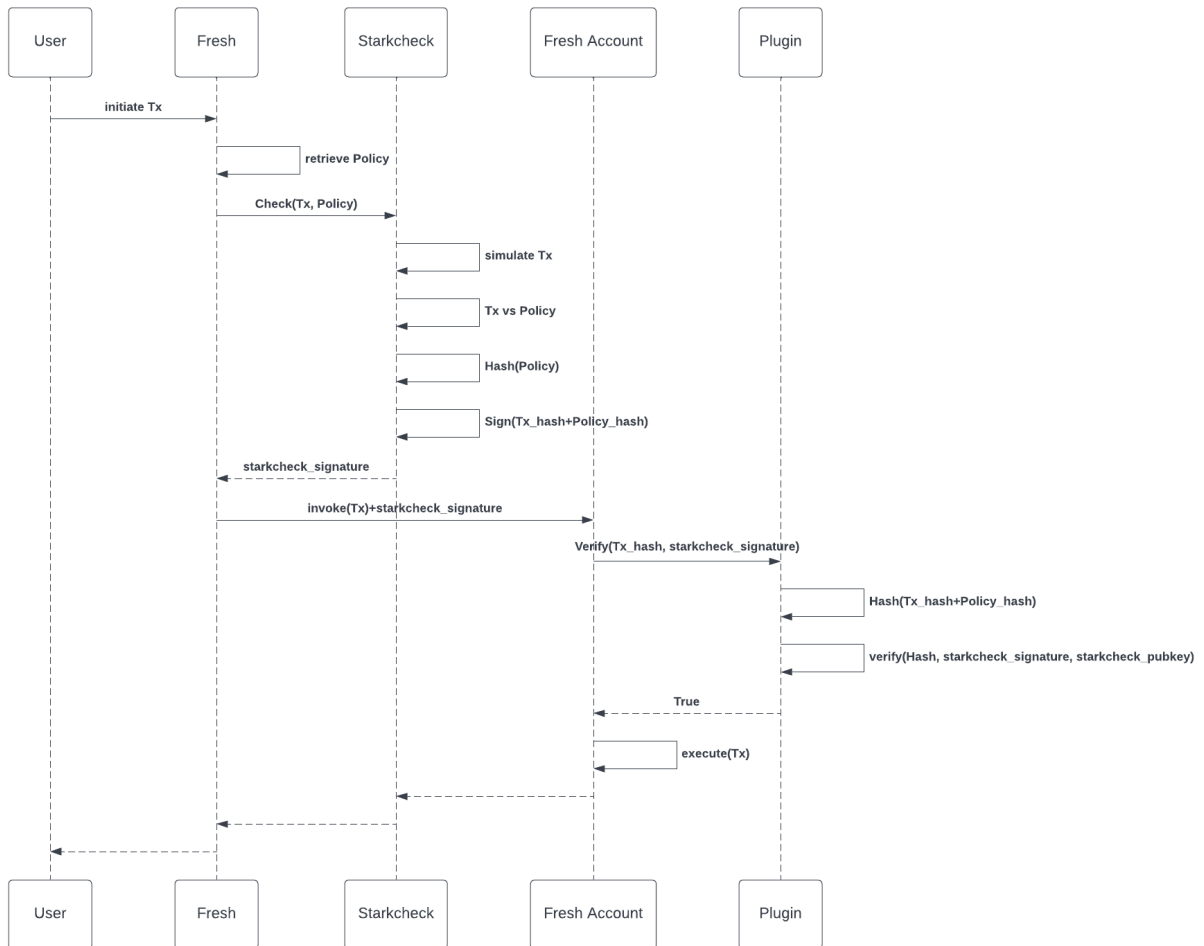 User
Fresh
Starkcheck
Fresh Account
Plugin
initiate Tx
retrieve Policy
Check(Tx, Policy)
simulate Tx
Tx vs Policy
Hash(Policy)
Sign(Tx_hash+Policy_hash)
starkcheck_signature
invoke(Tx)+starkcheck_signature
Verify(Tx_hash, starkcheck_signature)
Hash(Tx_hash+Policy_hash)
verify(Hash, starkcheck_signature, starkcheck_pubkey)
True
execute(Tx)
User
Fresh
Starkcheck
Fresh Account
Plugin